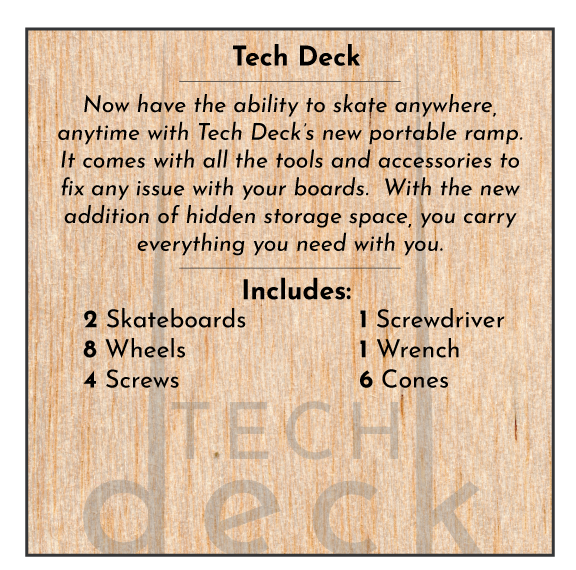 Tech Deck
Now have the ability to skate anywhere,
anytime with Tech Deck's new portable ramp.
It comes with all the tools and accessories to
fix any issue with your boards.  With the new
addition of hidden storage space, you carry
everything you need with you.
Includes:
2 Skateboards
8 Wheels
4 Screws
1 Screwdriver
1 Wrench
6 Cones
TECH
deck